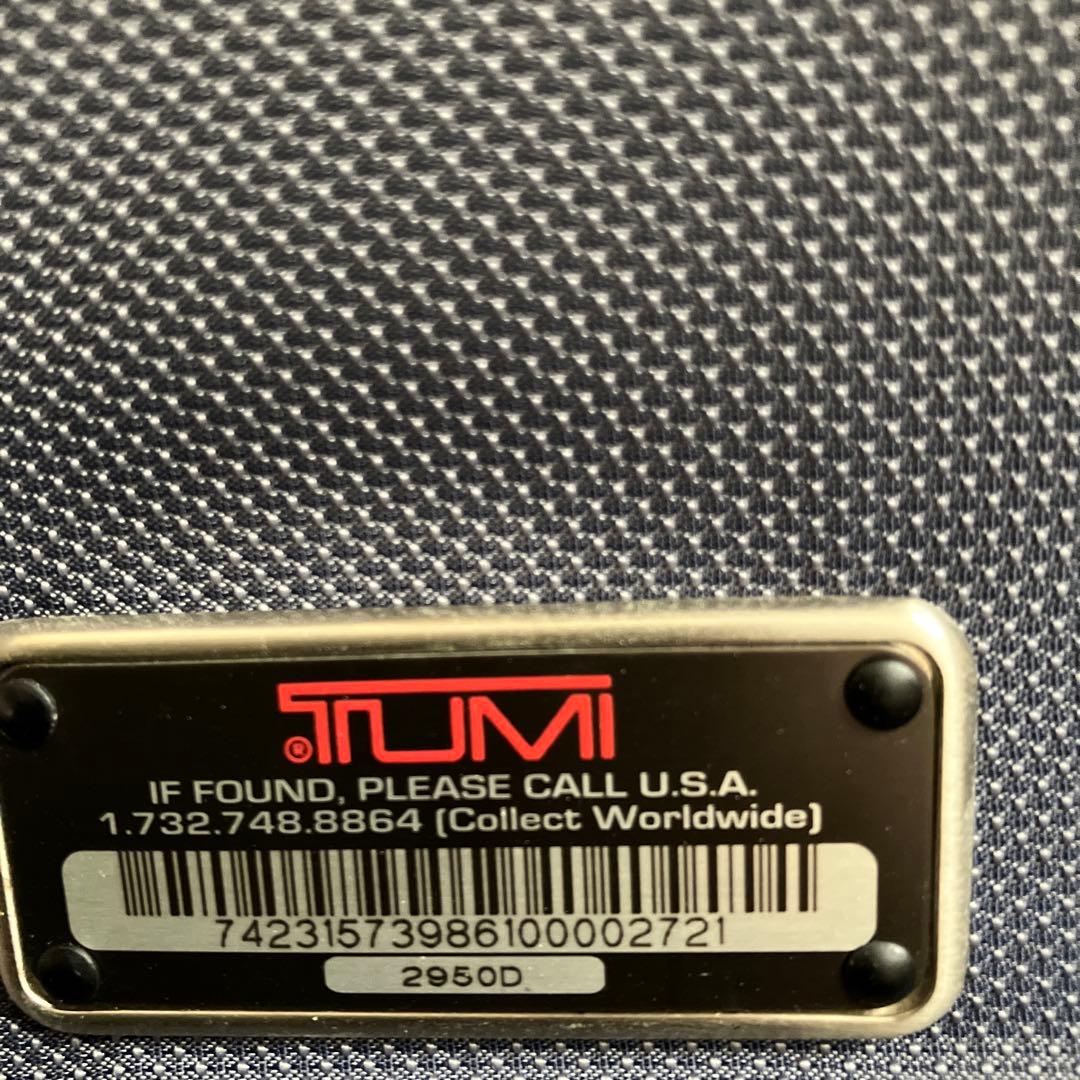 ®TUMI
IF FOUND, PLEASE CALL U.S.A.
1.732.748.8864 (Collect Worldwide)
74231573986100002721
2950D